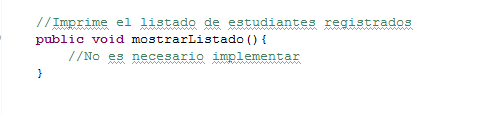 //Imprime el listado de estudiantes registrados
public void mostrarListado(){
//No es necesario implementar
}